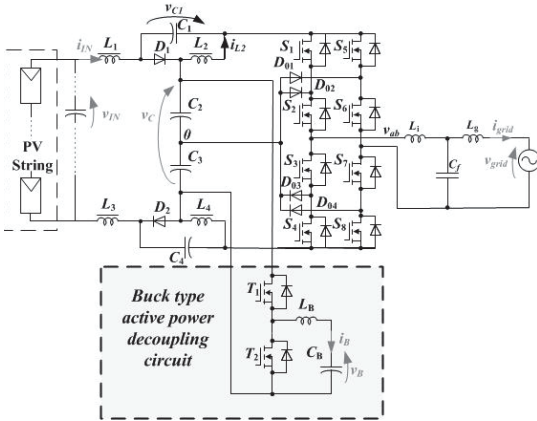 v_C1
C_1
i_IN
L_1
D_1
L_2
i_L2
S_1
S_5
D_01
D_02
v_IN
v_C
C_2
0
C_3
S_2
S_6
v_ab
L_i
L_g
i_grid
PV
String
S_3
S_7
D_03
C_f
v_grid
L_3
D_2
L_4
D_04
S_4
S_8
C_4
Buck type
active power
decoupling
circuit
T_1
L_B
i_B
T_2
C_B
v_B